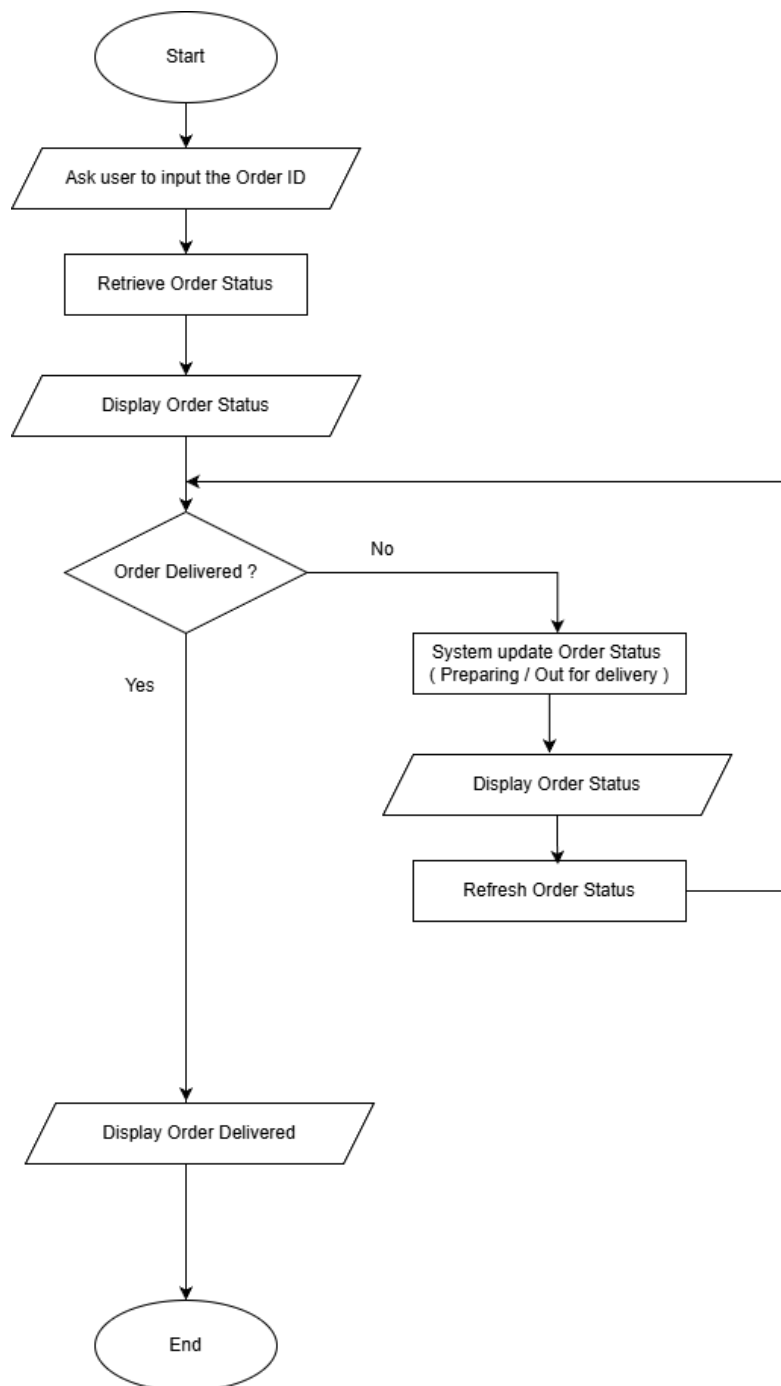 Start
Ask user to input the Order ID
Retrieve Order Status
Display Order Status
Order Delivered ?
No
Yes
System update Order Status
( Preparing / Out for delivery )
Display Order Status
Refresh Order Status
Display Order Delivered
End